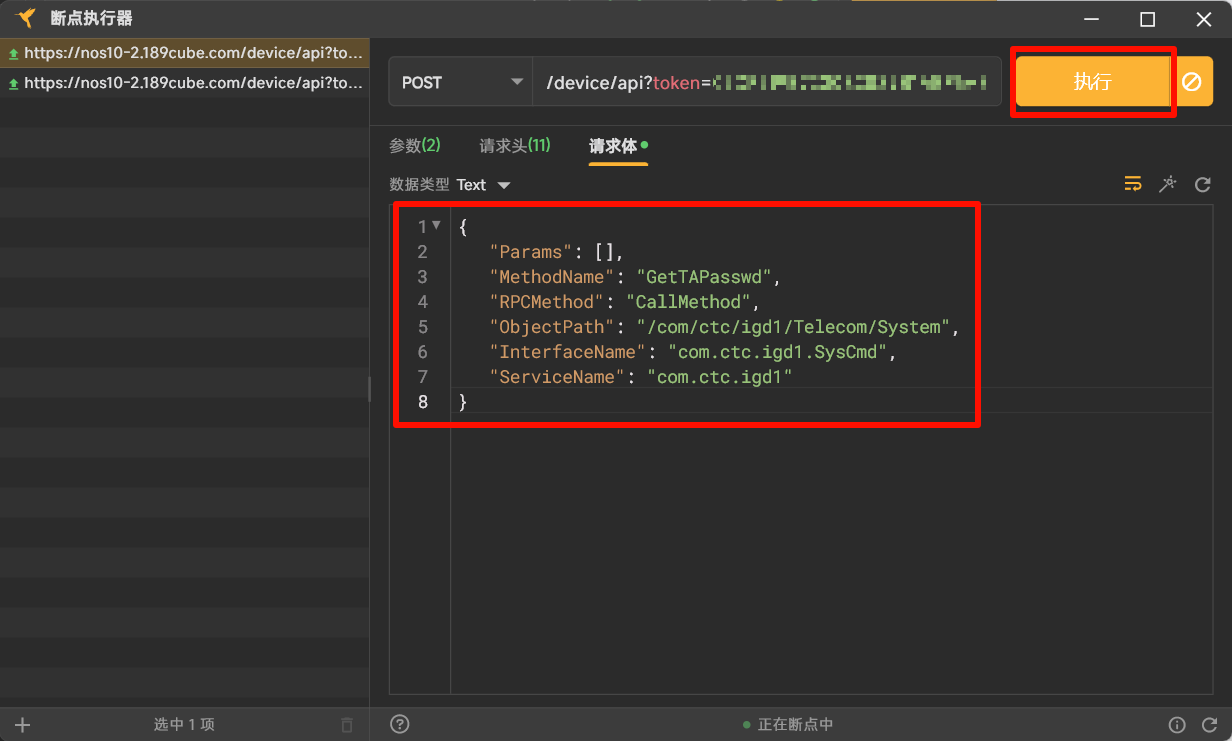 断点执行器
https://nos10-2.189cube.com/device/api?to...
https://nos10-2.189cube.com/device/api?to...
POST
/device/api?token=
执行
参数(2)
请求头(11)
请求体
数据类型 Text
1 {
2 "Params": [],
3 "MethodName": "GetTAPasswd",
4 "RPCMethod": "CallMethod",
5 "ObjectPath": "/com/ctc/igd1/Telecom/System",
6 "InterfaceName": "com.ctc.igd1.SysCmd",
7 "ServiceName": "com.ctc.igd1"
8 }
选中 1 项
正在断点中